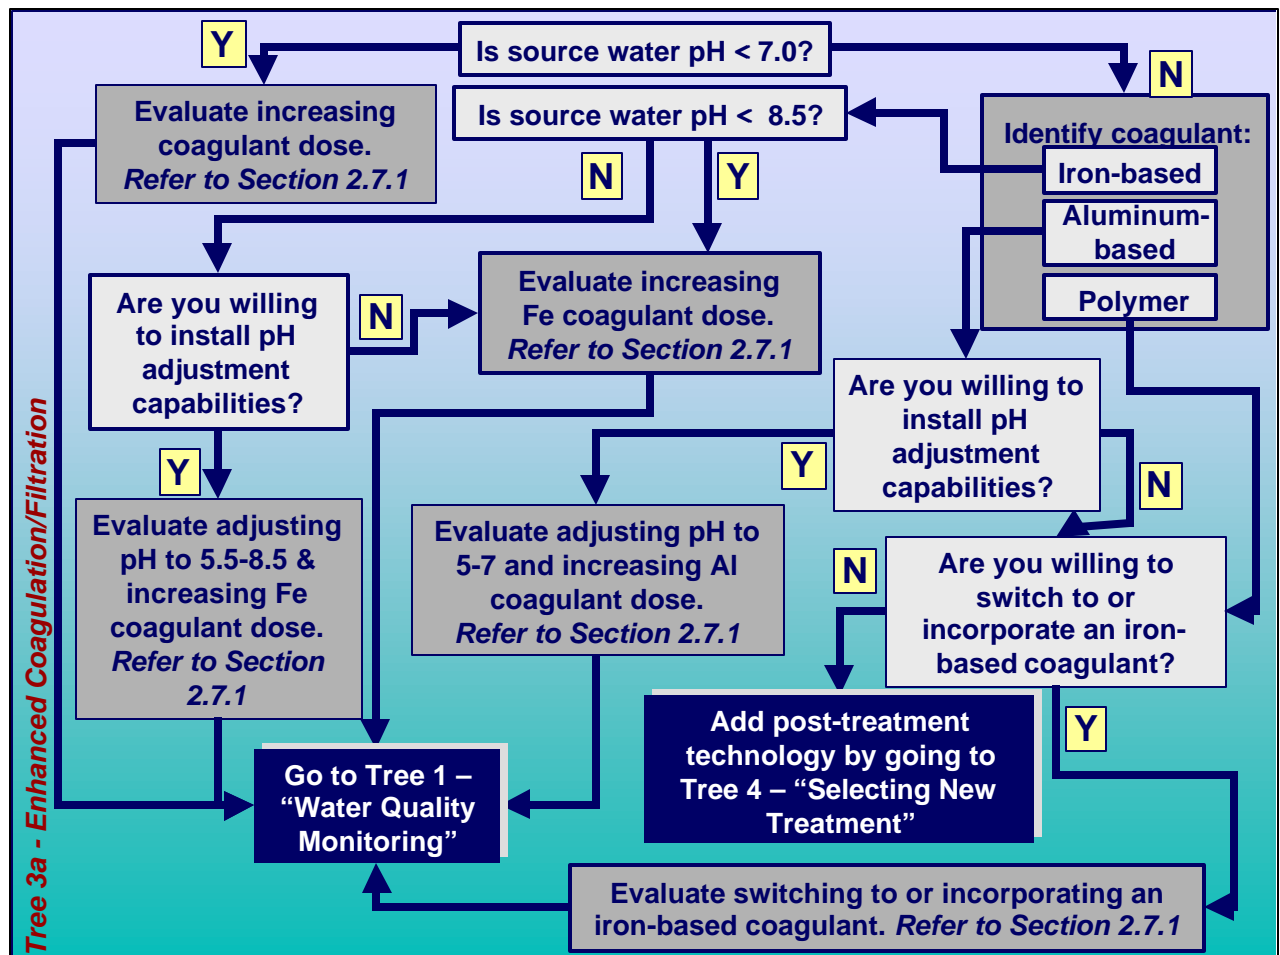 Y
Is source water pH < 7.0?
N
Evaluate increasing
coagulant dose.
Refer to Section 2.7.1
Is source water pH < 8.5?
Identify coagulant:
Iron-based
Aluminum-
based
Polymer
N
Y
Are you willing
to install pH
adjustment
capabilities?
N
Evaluate increasing
Fe coagulant dose.
Refer to Section 2.7.1
Are you willing to
install pH
adjustment
capabilities?
Y
Y
N
Evaluate adjusting
pH to 5.5-8.5 &
increasing Fe
coagulant dose.
Refer to Section
2.7.1
Evaluate adjusting pH to
5-7 and increasing Al
coagulant dose.
Refer to Section 2.7.1
N
Are you willing to
switch to or
incorporate an iron-
based coagulant?
Y
Go to Tree 1 –
“Water Quality
Monitoring”
Add post-treatment
technology by going to
Tree 4 – “Selecting New
Treatment”
Evaluate switching to or incorporating an
iron-based coagulant. Refer to Section 2.7.1
Tree 3a - Enhanced Coagulation/Filtration